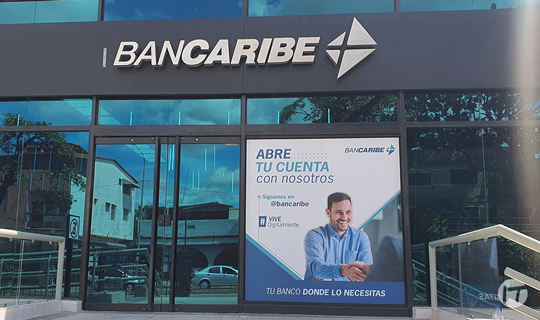 BANCARIBE
ABRE
TU CUENTA
con nosotros
BANCARIBE
Síguenos en
@bancaribe
# VIVE
Digitalmente
TU BANCO DONDE LO NECESITAS